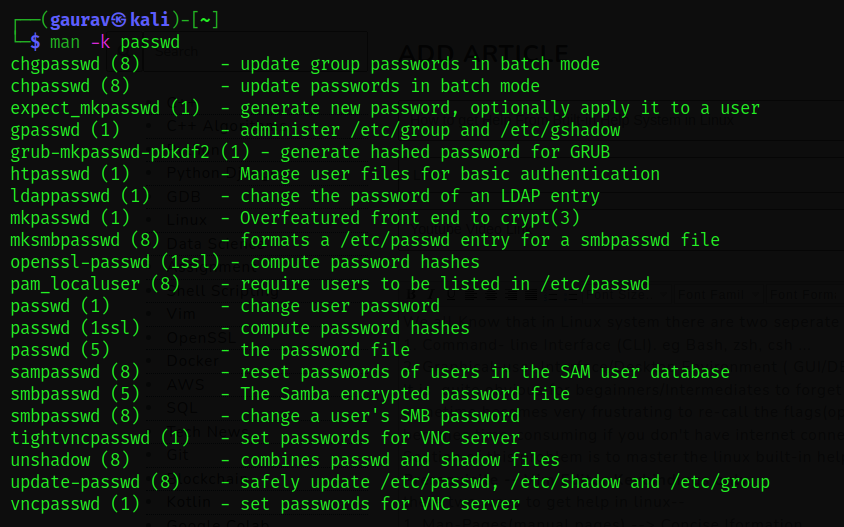 ┌──(gaurav㉿kali)-[~]
└─$ man -k passwd
chgpasswd (8)        - update group passwords in batch mode
chpasswd (8)         - update passwords in batch mode
expect_mkpasswd (1)  - generate new password, optionally apply it to a user
gpasswd (1)          - administer /etc/group and /etc/gshadow
grub-mkpasswd-pbkdf2 (1) - generate hashed password for GRUB
htpasswd (1)         - Manage user files for basic authentication
ldappasswd (1)       - change the password of an LDAP entry
mkpasswd (1)         - Overfeatured front end to crypt(3)
mksmbpasswd (8)      - formats a /etc/passwd entry for a smbpasswd file
openssl-passwd (1ssl) - compute password hashes
pam_localuser (8)    - require users to be listed in /etc/passwd
passwd (1)           - change user password
passwd (1ssl)        - compute password hashes
passwd (5)           - the password file
sampasswd (8)        - reset passwords of users in the SAM user database
smbpasswd (5)        - The Samba encrypted password file
smbpasswd (8)        - change a user's SMB password
tightvncpasswd (1)   - set passwords for VNC server
unshadow (8)         - combines passwd and shadow files
update-passwd (8)    - safely update /etc/passwd, /etc/shadow and /etc/group
vncpasswd (1)        - set passwords for VNC server